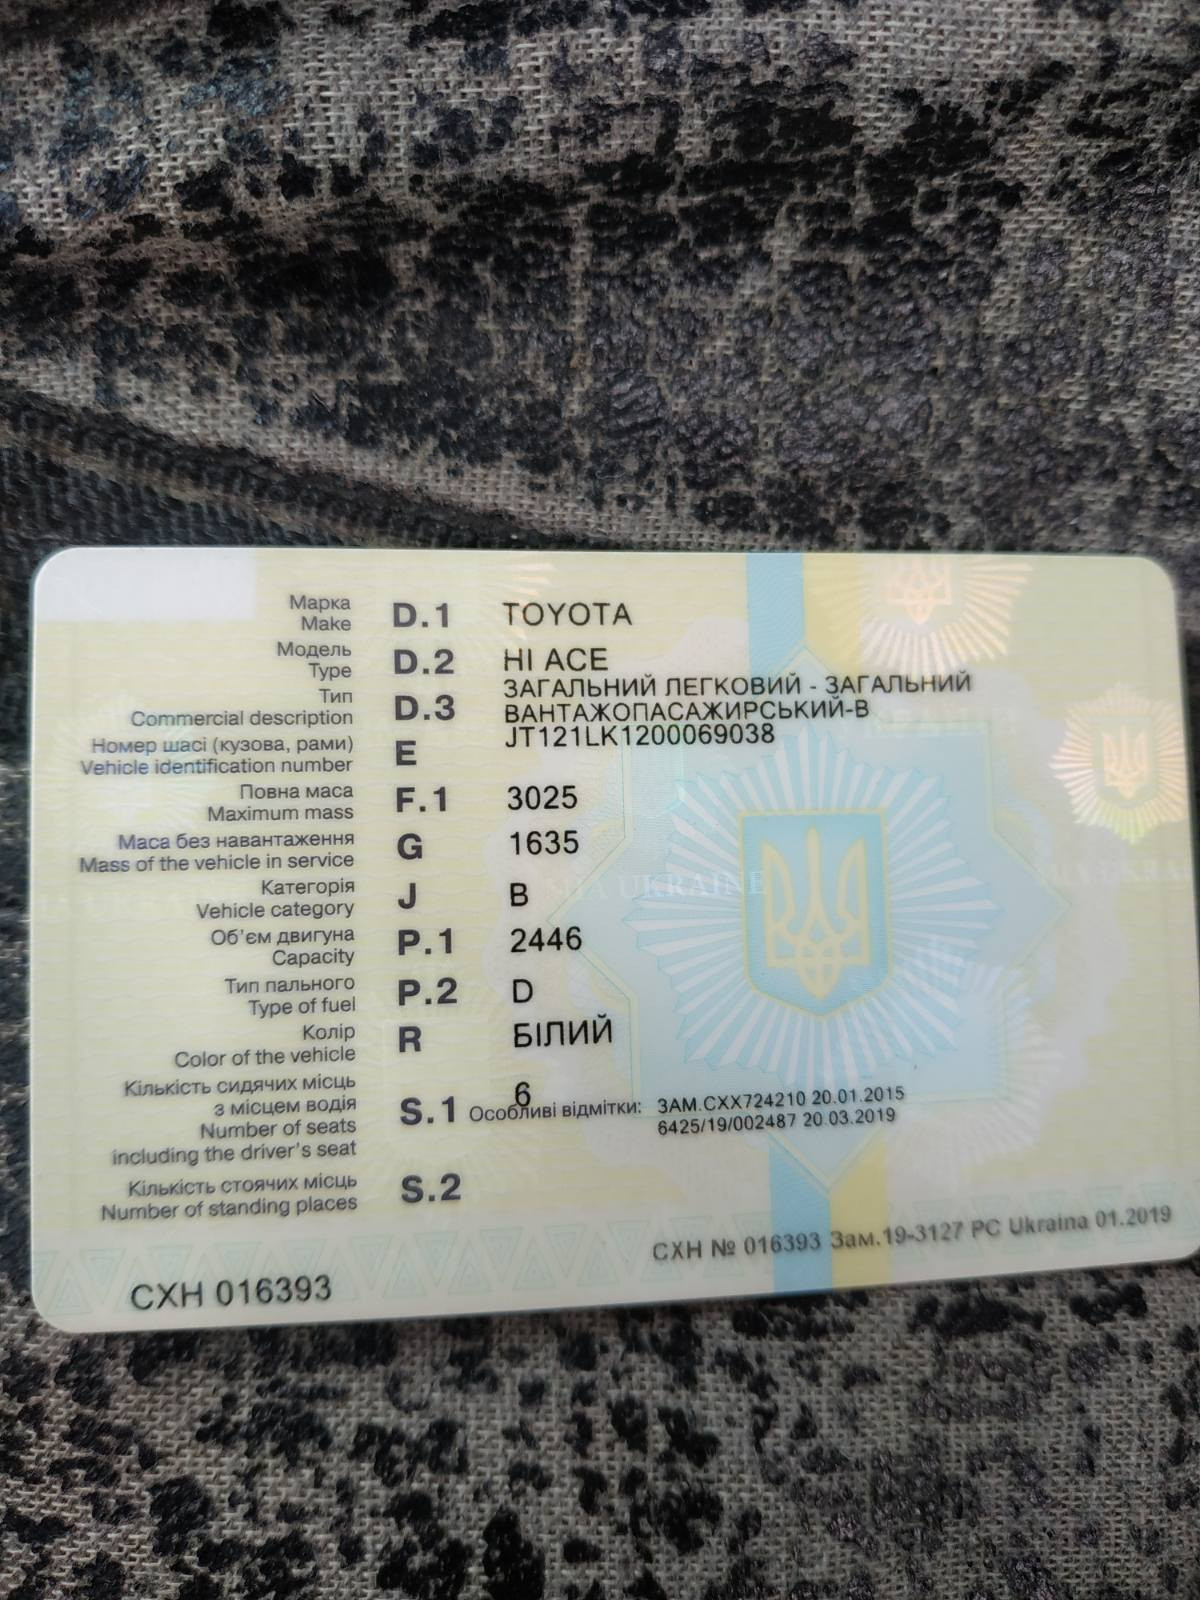 Марка
Make
D.1 TOYOTA
Модель
Type
D.2 HI ACE
Тип
Commercial description
D.3 ЗАГАЛЬНИЙ ЛЕГКОВИЙ - ЗАГАЛЬНИЙ
ВАНТАЖОПАСАЖИРСЬКИЙ-В
Номер шасі (кузова, рами)
Vehicle identification number
E JT121LK1200069038
Повна маса
Maximum mass
F.1 3025
Маса без навантаження
Mass of the vehicle in service
G 1635
Категорія
Vehicle category
J B
Об'єм двигуна
Capacity
P.1 2446
Тип пального
Type of fuel
P.2 D
Колір
Color of the vehicle
R БІЛИЙ
Кількість сидячих місць
з місцем водія
Number of seats
including the driver's seat
S.1 6
Особливі відмітки: ЗАМ.СХХ724210 20.01.2015
6425/19/002487 20.03.2019
Кількість стоячих місць
Number of standing places
S.2
СХН № 016393 Зам.19-3127 РС Ukraina 01.2019
СХН 016393
UKRAINE